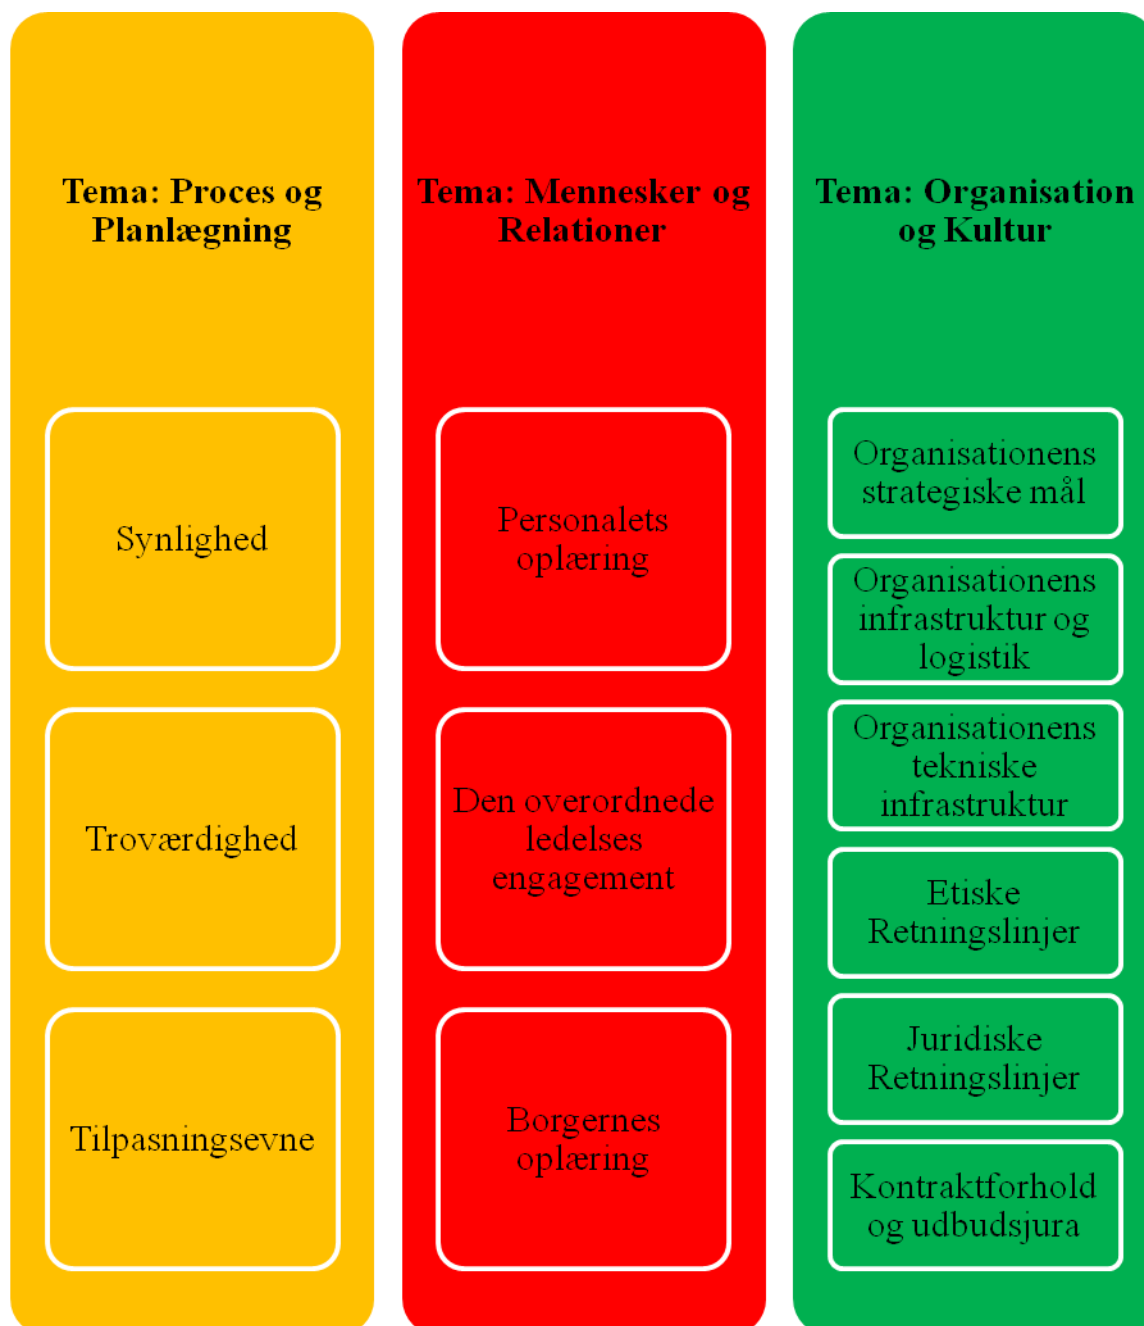 Tema: Proces og
Planlægning
Synlighed
Troværdighed
Tilpasningsevne
Tema: Mennesker og
Relationer
Personalets
oplæring
Den overordnede
ledelses
engagement
Borgernes
oplæring
Tema: Organisation
og Kultur
Organisationens
strategiske mål
Organisationens
infrastruktur og
logistik
Organisationens
tekniske
infrastruktur
Etiske
Retningslinjer
Juridiske
Retningslinjer
Kontraktforhold
og udbudsjura